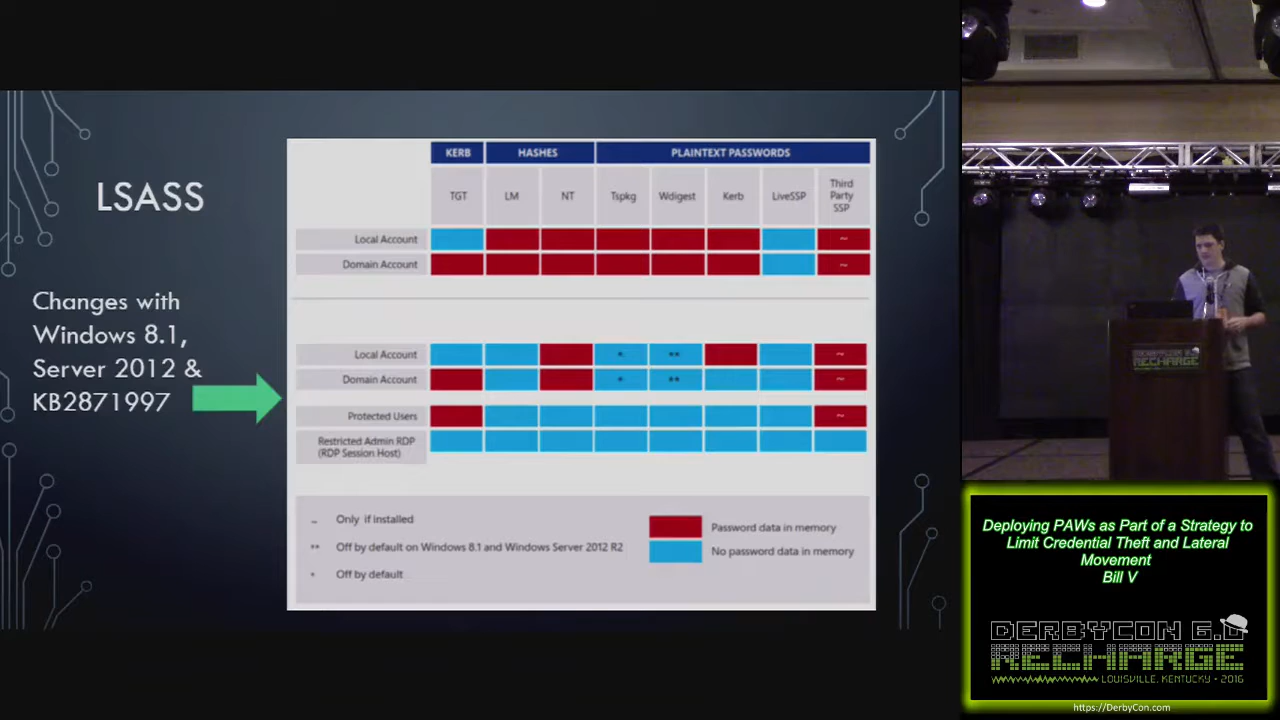 LSASS
Changes with
Windows 8.1,
Server 2012 &
KB2871997
KERB HASHES PLAINTEXT PASSWORDS
TGT LM NT Tspkg Wdigest Kerb LiveSSP Third
Party
SSP
Local Account ~
Domain Account ~
Local Account * ** ~
Domain Account * ** ~
Protected Users ~
Restricted Admin RDP
(RDP Session Host)
~ Only if installed
** Off by default on Windows 8.1 and Windows Server 2012 R2
* Off by default
Password data in memory
No password data in memory
DERBYCON 6.0
RECHARGE
Deploying PAWs as Part of a Strategy to
Limit Credential Theft and Lateral
Movement
Bill V
DERBYCON 6.0
RECHARGE
LOUISVILLE, KENTUCKY • 2016
https://DerbyCon.com